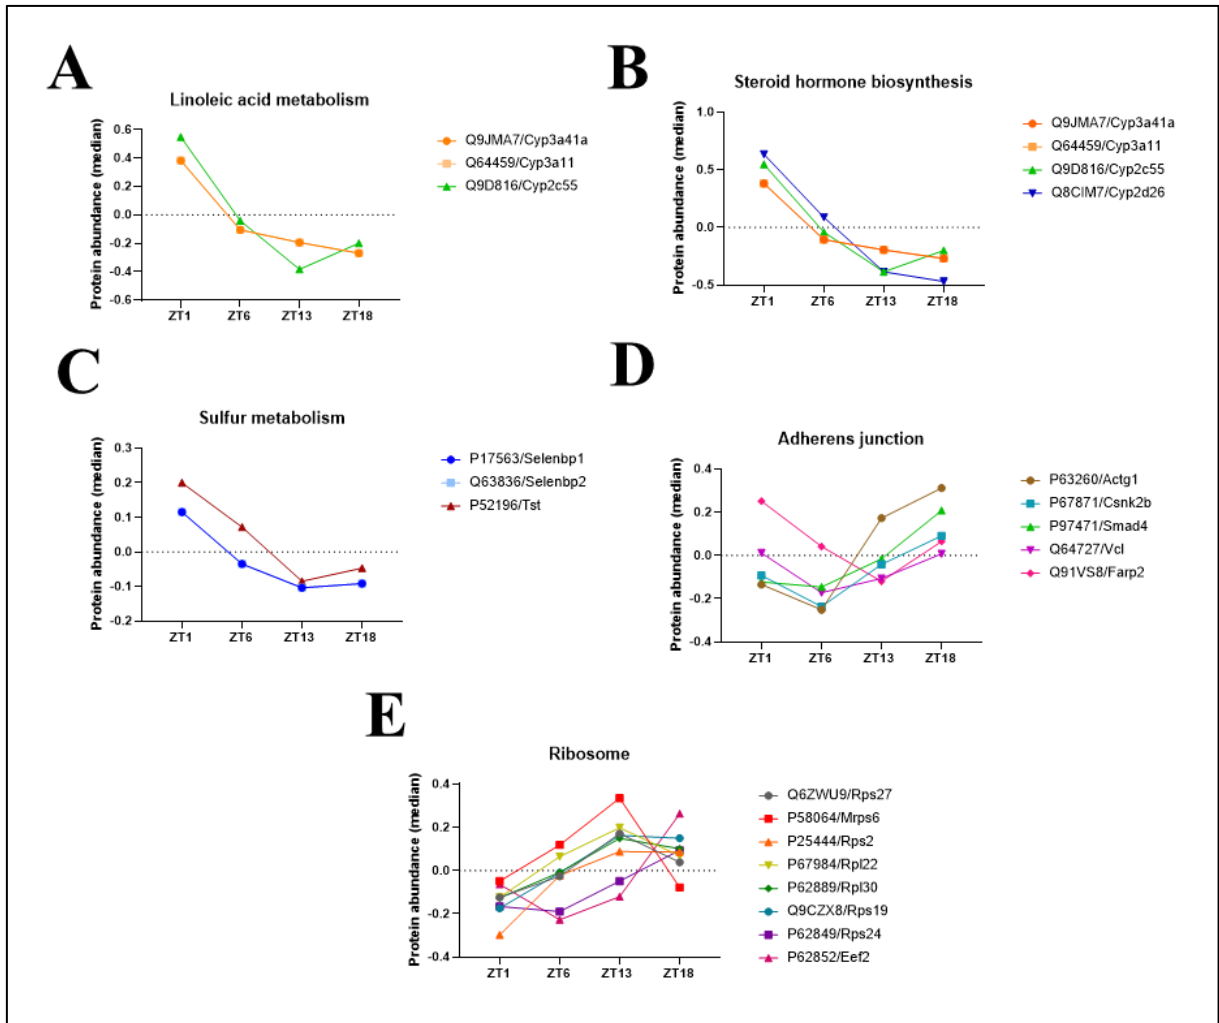 A
Linoleic acid metabolism
Protein abundance (median)
0.6
0.4
0.2
0.0
-0.2
-0.4
-0.6
ZT1 ZT6 ZT13 ZT18
Q9JMA7/Cyp3a41a
Q64459/Cyp3a11
Q9D816/Cyp2c55
B
Steroid hormone biosynthesis
Protein abundance (median)
1.0
0.5
0.0
-0.5
ZT1 ZT6 ZT13 ZT18
Q9JMA7/Cyp3a41a
Q64459/Cyp3a11
Q9D816/Cyp2c55
Q8CIM7/Cyp2d26
C
Sulfur metabolism
Protein abundance (median)
0.3
0.2
0.1
0.0
-0.1
-0.2
ZT1 ZT6 ZT13 ZT18
P17563/Selenbp1
Q63836/Selenbp2
P52196/Tst
D
Adherens junction
Protein abundance (median)
0.4
0.2
0.0
-0.2
-0.4
ZT1 ZT6 ZT13 ZT18
P63260/Actg1
P67871/Csnk2b
P97471/Smad4
Q64727/Vcl
Q91VS8/Farp2
E
Ribosome
Protein abundance (median)
0.4
0.2
0.0
-0.2
-0.4
ZT1 ZT6 ZT13 ZT18
Q6ZWU9/Rps27
P58064/Mrps6
P25444/Rps2
P67984/Rpl22
P62889/Rpl30
Q9CZX8/Rps19
P62849/Rps24
P62852/Eef2